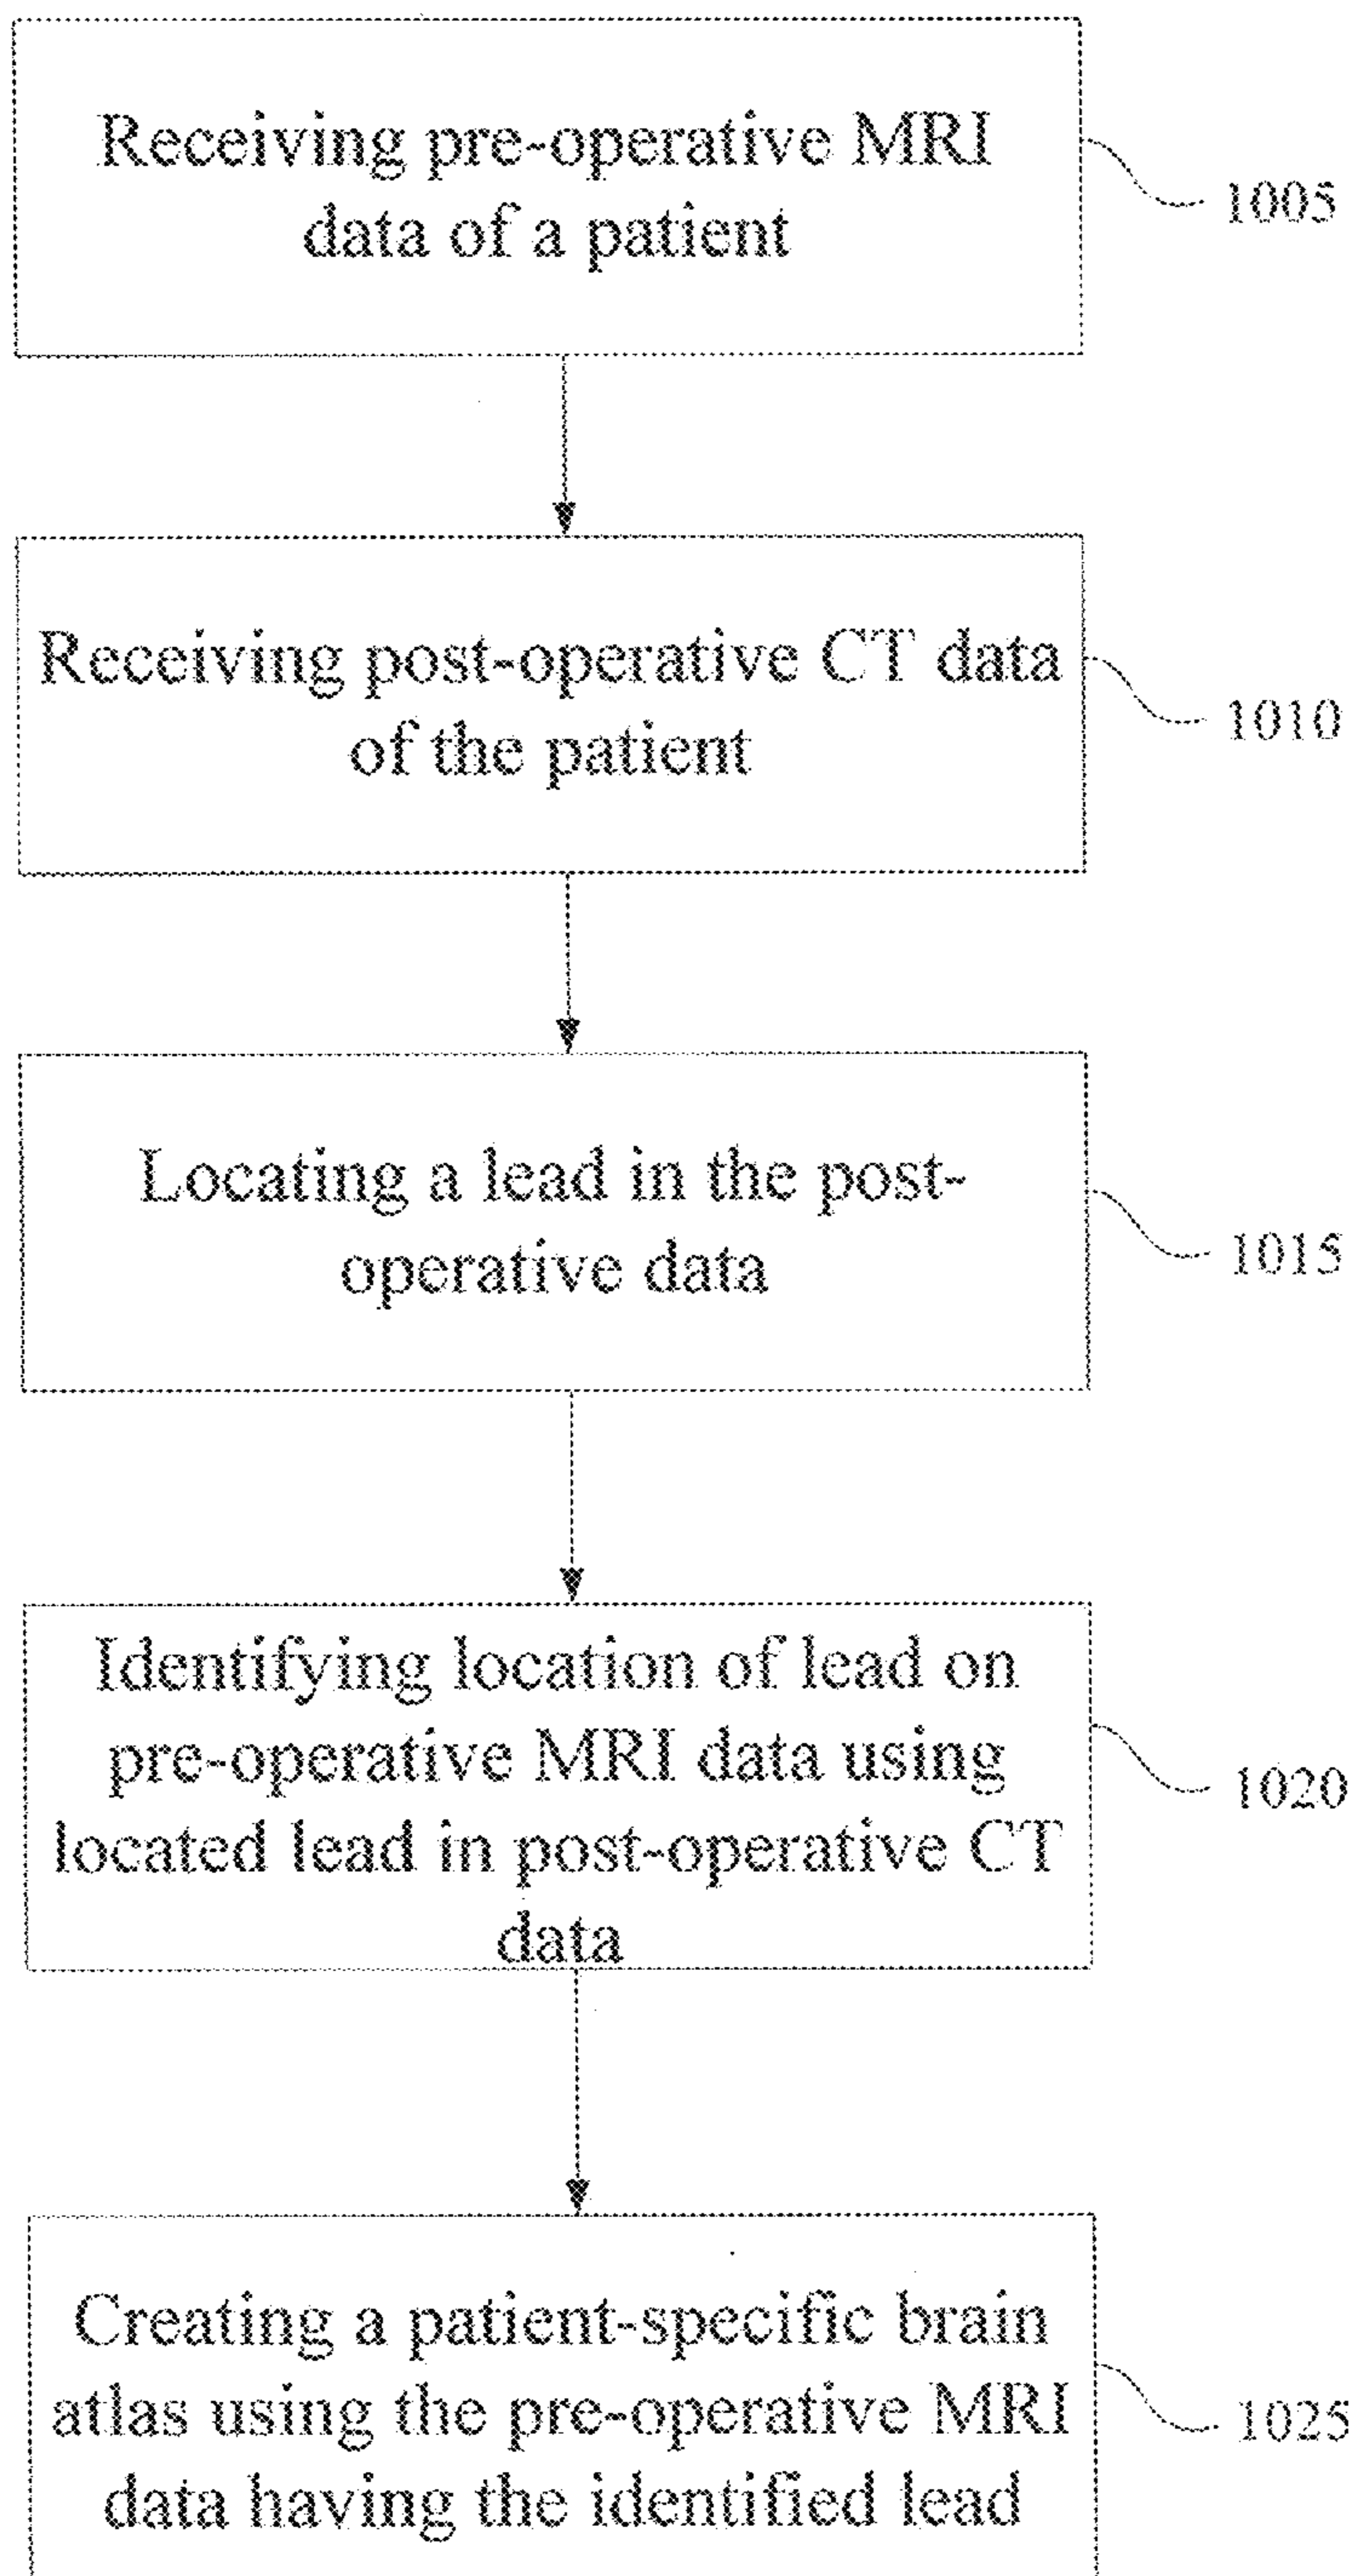 Receiving pre-operative MRI
data of a patient
1005
Receiving post-operative CT data
of the patient
1010
Locating a lead in the post-
operative data
1015
Identifying location of lead on
pre-operative MRI data using
located lead in post-operative CT
data
1020
Creating a patient-specific brain
atlas using the pre-operative MRI
data having the identified lead
1025